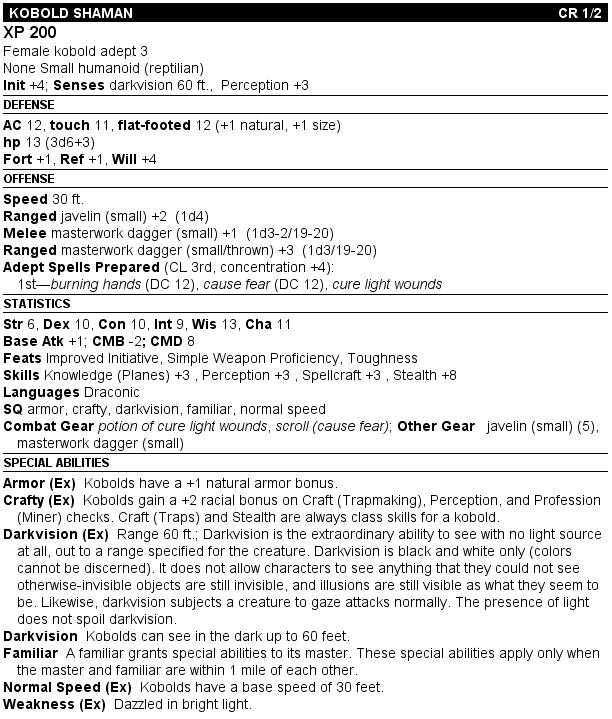 KOBOLD SHAMAN CR 1/2
XP 200
Female kobold adept 3
None Small humanoid (reptilian)
Init +4; Senses darkvision 60 ft., Perception +3
DEFENSE
AC 12, touch 11, flat-footed 12 (+1 natural, +1 size)
hp 13 (3d6+3)
Fort +1, Ref +1, Will +4
OFFENSE
Speed 30 ft.
Ranged javelin (small) +2 (1d4)
Melee masterwork dagger (small) +1 (1d3-2/19-20)
Ranged masterwork dagger (small/thrown) +3 (1d3/19-20)
Adept Spells Prepared (CL 3rd, concentration +4):
1st—burning hands (DC 12), cause fear (DC 12), cure light wounds
STATISTICS
Str 6, Dex 10, Con 10, Int 9, Wis 13, Cha 11
Base Atk +1; CMB -2; CMD 8
Feats Improved Initiative, Simple Weapon Proficiency, Toughness
Skills Knowledge (Planes) +3 , Perception +3 , Spellcraft +3 , Stealth +8
Languages Draconic
SQ armor, crafty, darkvision, familiar, normal speed
Combat Gear potion of cure light wounds, scroll (cause fear); Other Gear javelin (small) (5),
masterwork dagger (small)
SPECIAL ABILITIES
Armor (Ex) Kobolds have a +1 natural armor bonus.
Crafty (Ex) Kobolds gain a +2 racial bonus on Craft (Trapmaking), Perception, and Profession
(Miner) checks. Craft (Traps) and Stealth are always class skills for a kobold.
Darkvision (Ex) Range 60 ft.; Darkvision is the extraordinary ability to see with no light source
at all, out to a range specified for the creature. Darkvision is black and white only (colors
cannot be discerned). It does not allow characters to see anything that they could not see
otherwise-invisible objects are still invisible, and illusions are still visible as what they seem to
be. Likewise, darkvision subjects a creature to gaze attacks normally. The presence of light
does not spoil darkvision.
Darkvision Kobolds can see in the dark up to 60 feet.
Familiar A familiar grants special abilities to its master. These special abilities apply only when
the master and familiar are within 1 mile of each other.
Normal Speed (Ex) Kobolds have a base speed of 30 feet.
Weakness (Ex) Dazzled in bright light.